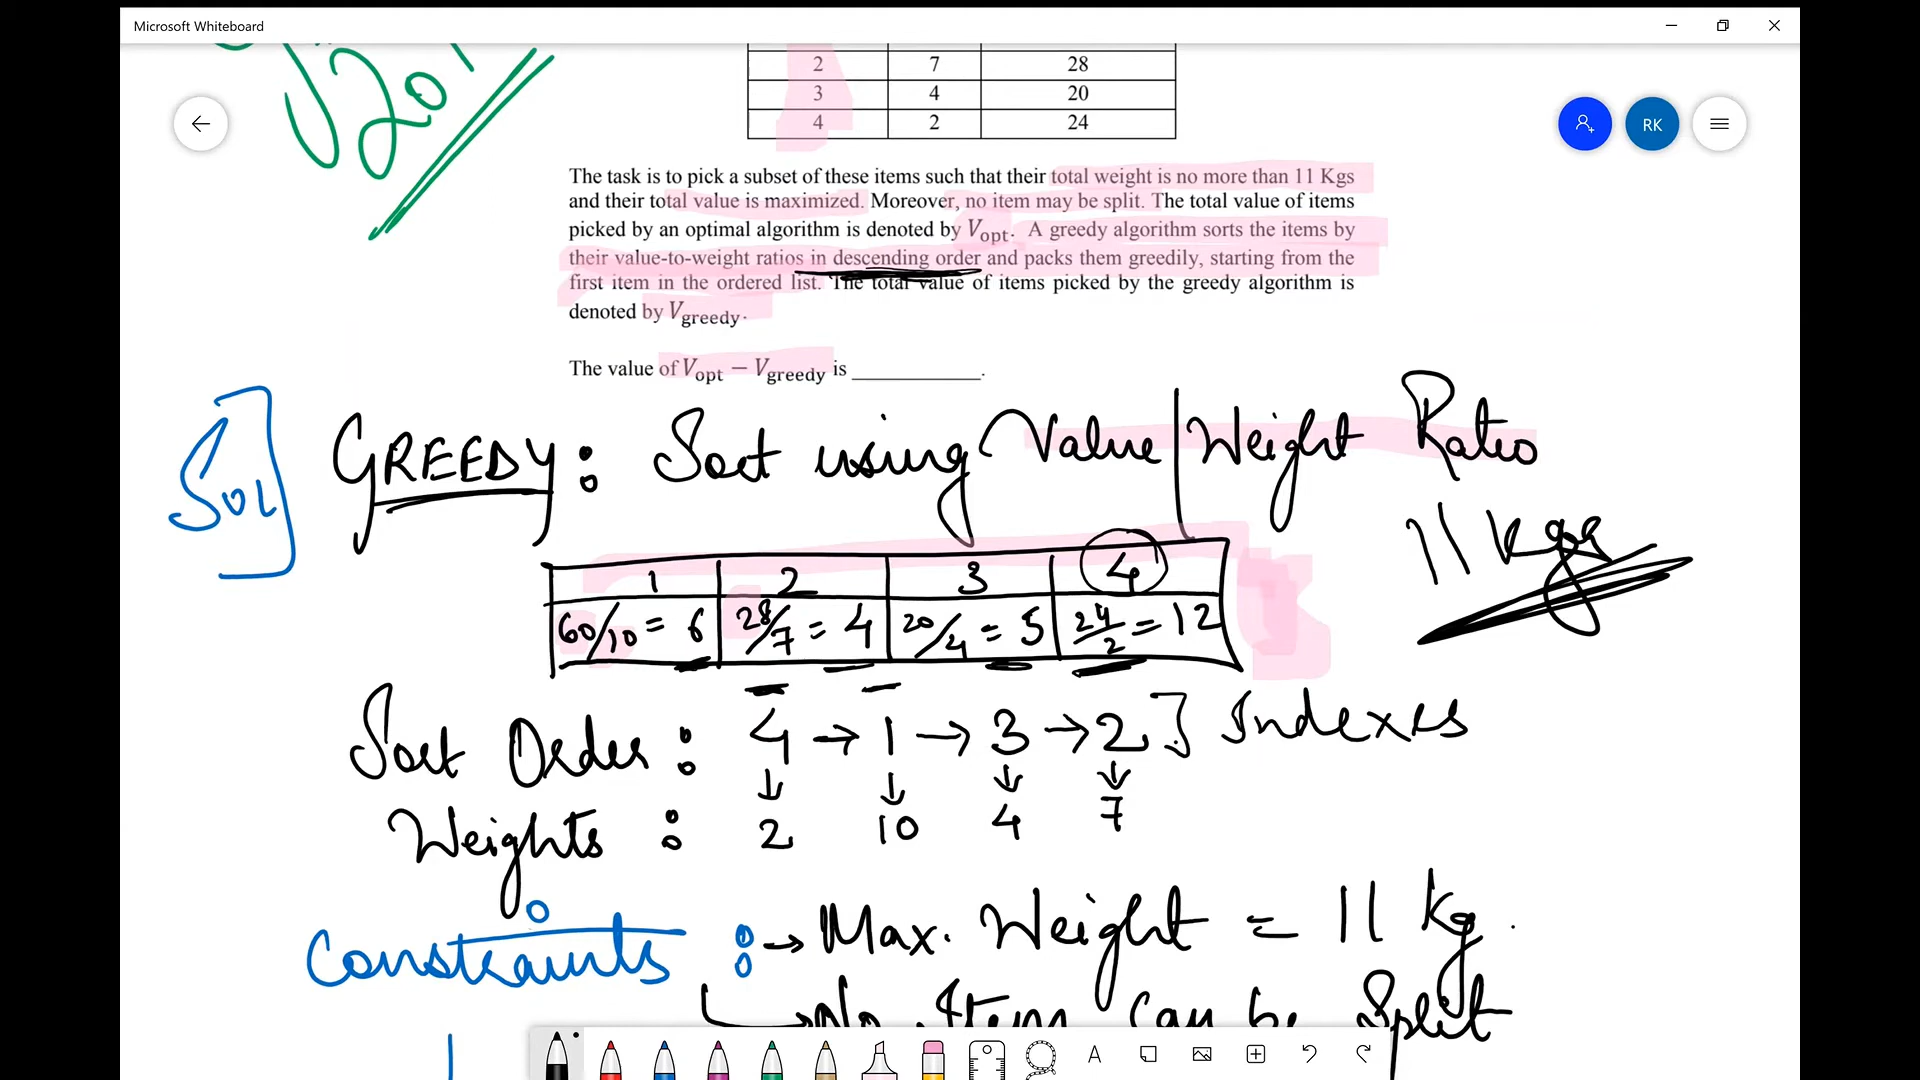 Microsoft Whiteboard
2 7 28
3 4 20
4 2 24
RK
The task is to pick a subset of these items such that their total weight is no more than 11 Kgs
and their total value is maximized. Moreover, no item may be split. The total value of items
picked by an optimal algorithm is denoted by Vopt. A greedy algorithm sorts the items by
their value-to-weight ratios in descending order and packs them greedily, starting from the
first item in the ordered list. The total value of items picked by the greedy algorithm is
denoted by Vgreedy.
The value of Vopt − Vgreedy is ____________.
Sol
GREEDY: Sort using Value/Weight Ratio
11 kgs
1 2 3 4
60/10 = 6 28/7 = 4 20/4 = 5 24/2 = 12
Sort Order : 4 → 1 → 3 → 2 ] Indexes
↓ ↓ ↓ ↓
Weights : 2 10 4 7
Constraints : → Max. Weight = 11 kg.
→ No Item can be Split
A